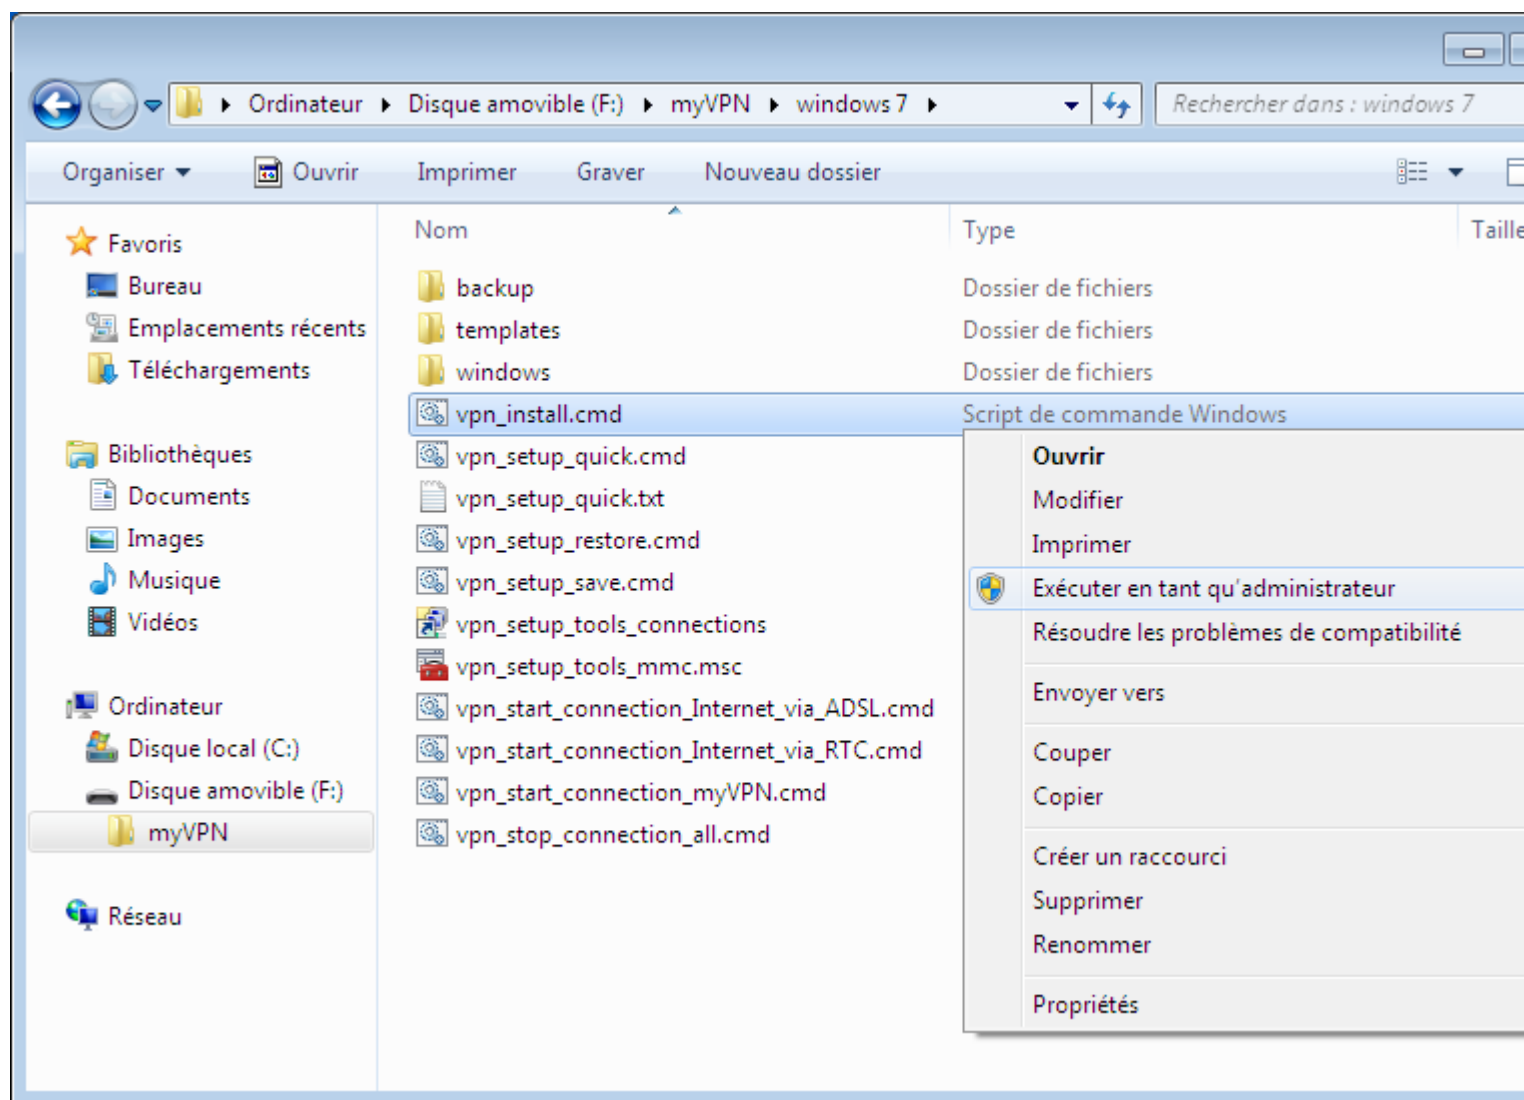 Ordinateur Disque amovible (F:) myVPN windows 7 Rechercher dans : windows 7
Organiser Ouvrir Imprimer Graver Nouveau dossier
Favoris
Bureau
Emplacements récents
Téléchargements
Bibliothèques
Documents
Images
Musique
Vidéos
Ordinateur
Disque local (C:)
Disque amovible (F:)
myVPN
Réseau
Nom Type Taille
backup Dossier de fichiers
templates Dossier de fichiers
windows Dossier de fichiers
vpn_install.cmd Script de commande Windows
vpn_setup_quick.cmd
vpn_setup_quick.txt
vpn_setup_restore.cmd
vpn_setup_save.cmd
vpn_setup_tools_connections
vpn_setup_tools_mmc.msc
vpn_start_connection_Internet_via_ADSL.cmd
vpn_start_connection_Internet_via_RTC.cmd
vpn_start_connection_myVPN.cmd
vpn_stop_connection_all.cmd
Ouvrir
Modifier
Imprimer
Exécuter en tant qu'administrateur
Résoudre les problèmes de compatibilité
Envoyer vers
Couper
Copier
Créer un raccourci
Supprimer
Renommer
Propriétés